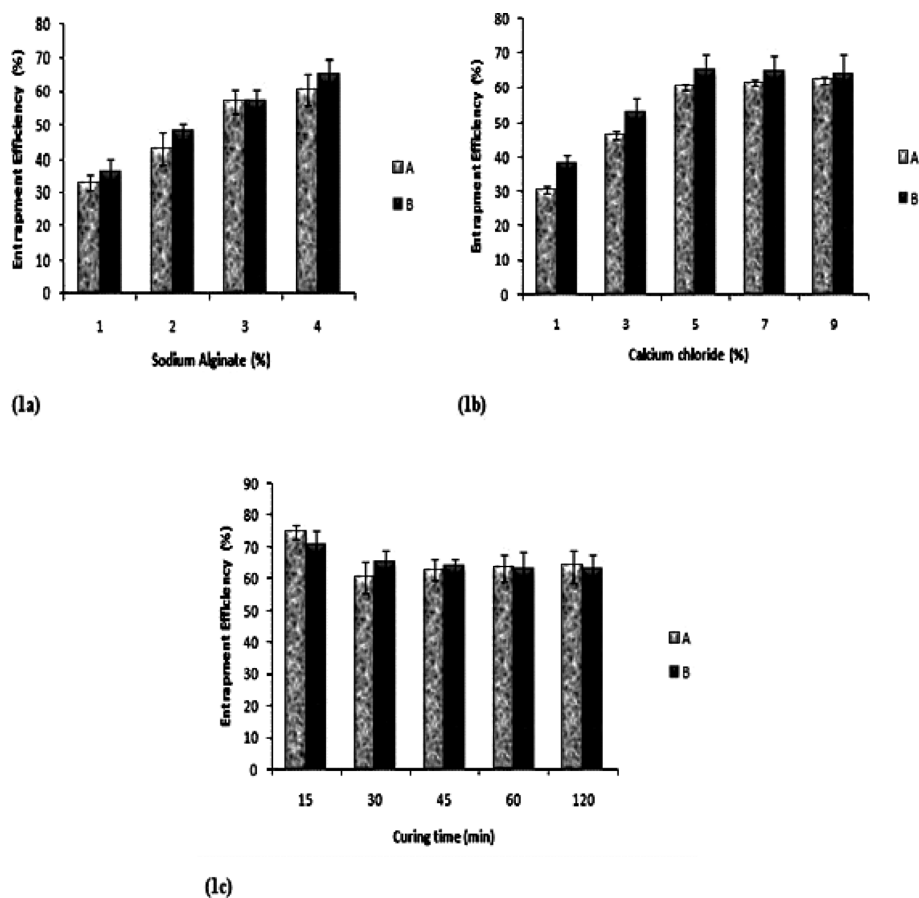 80
70
60
50
40
30
20
10
0
Entrapment Efficiency (%)
1 2 3 4
Sodium Alginate (%)
A
B
(1a)
80
70
60
50
40
30
20
10
0
Entrapment Efficiency (%)
1 3 5 7 9
Calcium chloride (%)
A
B
(1b)
90
80
70
60
50
40
30
20
10
0
Entrapment Efficiency (%)
15 30 45 60 120
Curing time (min)
A
B
(1c)